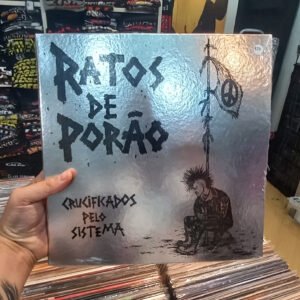 RATOS
DE
PORÃO
CRUCIFICADOS
PELO
SISTEMA